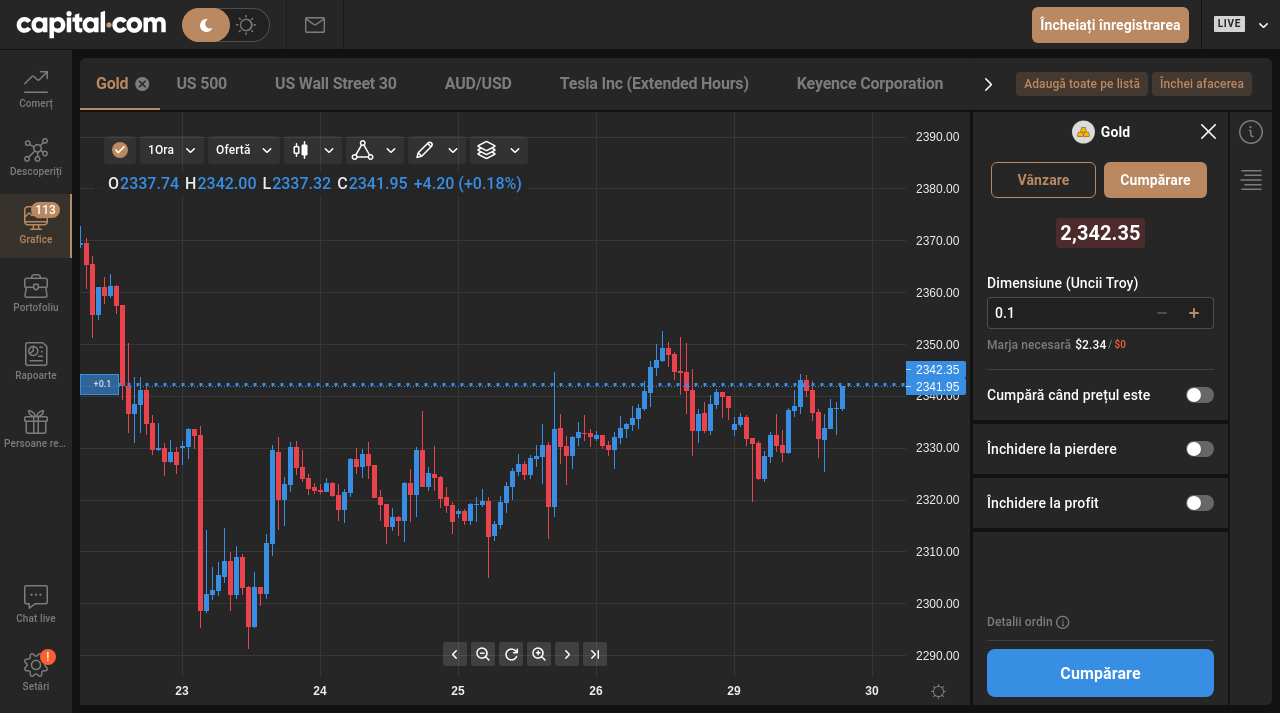 capital.com
Încheiați înregistrarea
LIVE
Comerț
Descoperiți
113
Grafice
Portofoliu
Rapoarte
Persoane re...
Chat live
!
Setări
Gold
US 500
US Wall Street 30
AUD/USD
Tesla Inc (Extended Hours)
Keyence Corporation
Adaugă toate pe listă
Închei afacerea
1Ora
Ofertă
O2337.74 H2342.00 L2337.32 C2341.95 +4.20 (+0.18%)
+0.1
2390.00
2380.00
2370.00
2360.00
2350.00
2342.35
2341.95
2340.00
2330.00
2320.00
2310.00
2300.00
2290.00
23
24
25
26
29
30
Gold
Vânzare
Cumpărare
2,342.35
Dimensiune (Uncii Troy)
0.1
Marja necesară $2.34 / $0
Cumpără când prețul este
Închidere la pierdere
Închidere la profit
Detalii ordin
Cumpărare